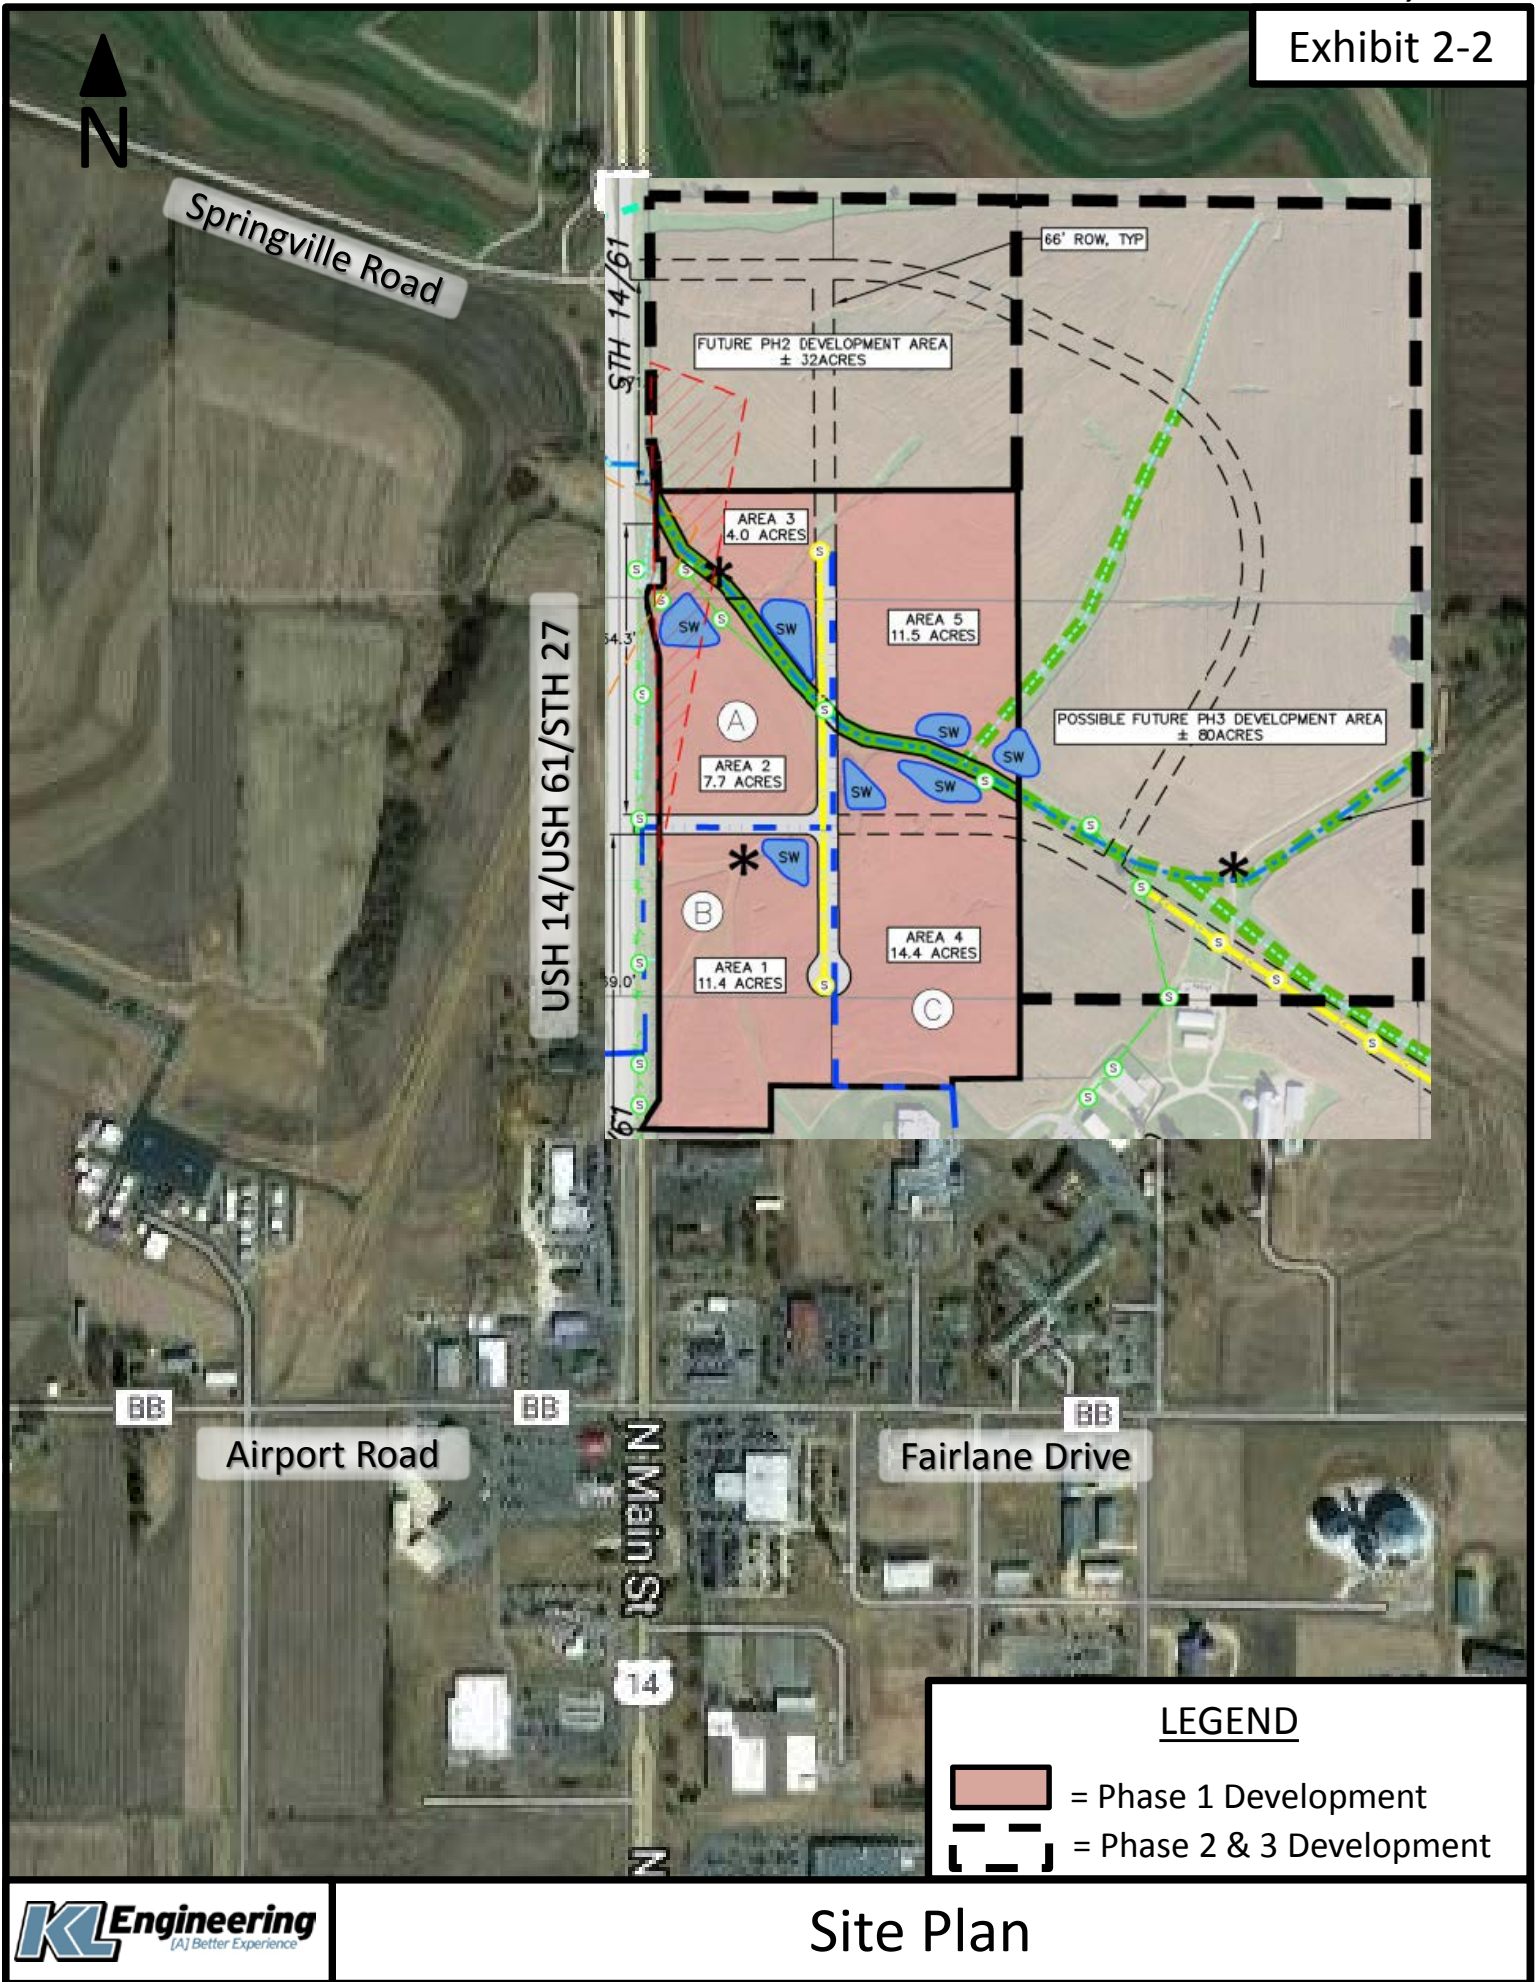 Exhibit 2-2
N
Springville Road
STH 14/61
66' ROW, TYP
FUTURE PH2 DEVELOPMENT AREA
± 32ACRES
AREA 3
4.0 ACRES
S
S
S
S
S
SW
SW
54.3'
AREA 5
11.5 ACRES
USH 14/USH 61/STH 27
S
S
A
SW
SW
POSSIBLE FUTURE PH3 DEVELOPMENT AREA
± 80ACRES
AREA 2
7.7 ACRES
SW
SW
S
S
S
SW
S
B
AREA 4
14.4 ACRES
S
S
AREA 1
11.4 ACRES
S
S
S
C
S
S
S
S
S
S
/61
BB
BB
BB
Airport Road
Fairlane Drive
N Main St
14
N
LEGEND
= Phase 1 Development
= Phase 2 & 3 Development
KL Engineering
[A] Better Experience
Site Plan